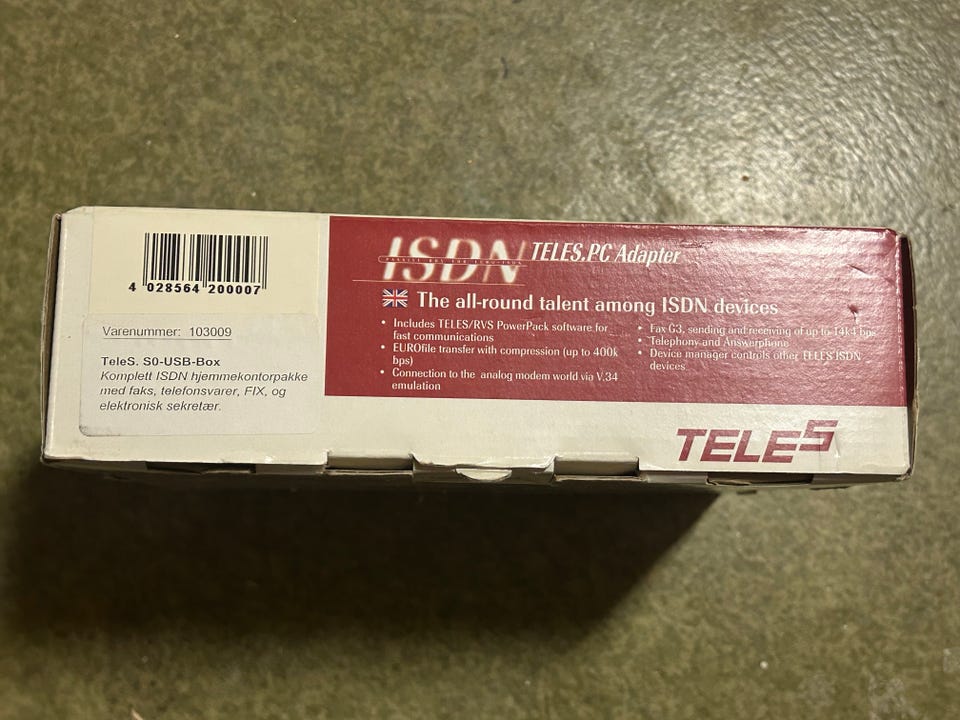 4 028564 200007
Varenummer: 103009
TeleS. S0-USB-Box
Komplett ISDN hjemmekontorpakke
med faks, telefonsvarer, FIX, og
elektronisk sekretær.
ISDN TELES.PC Adapter
The all-round talent among ISDN devices
• Includes TELES/RVS PowerPack software for
fast communications
• EUROfile transfer with compression (up to 400k
bps)
• Connection to the analog modem world via V.34
emulation
• Fax G3, sending and receiving of up to 14k4 bps
• Telephony and Answerphone
• Device manager controls other TELES ISDN
devices
TELES